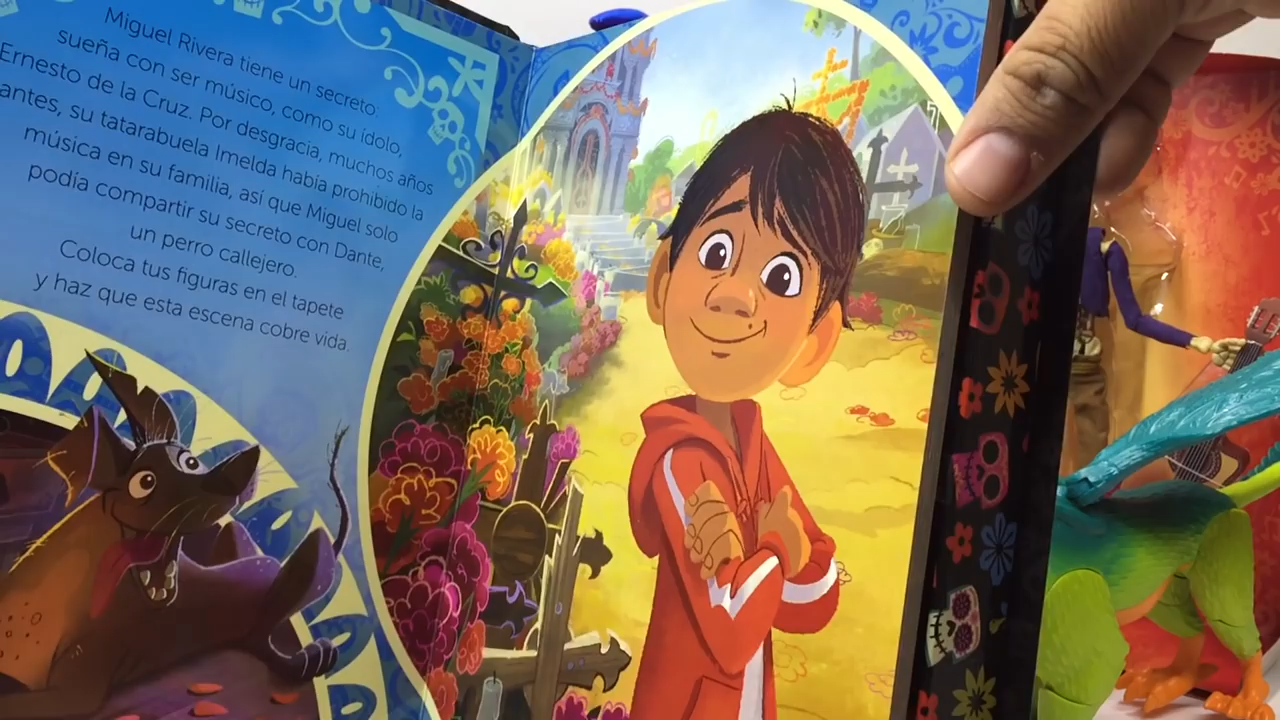 Miguel Rivera tiene un secreto:
sueña con ser músico, como su ídolo,
Ernesto de la Cruz. Por desgracia, muchos años
antes, su tatarabuela Imelda había prohibido la
música en su familia, así que Miguel solo
podía compartir su secreto con Dante,
un perro callejero.
Coloca tus figuras en el tapete
y haz que esta escena cobre vida.